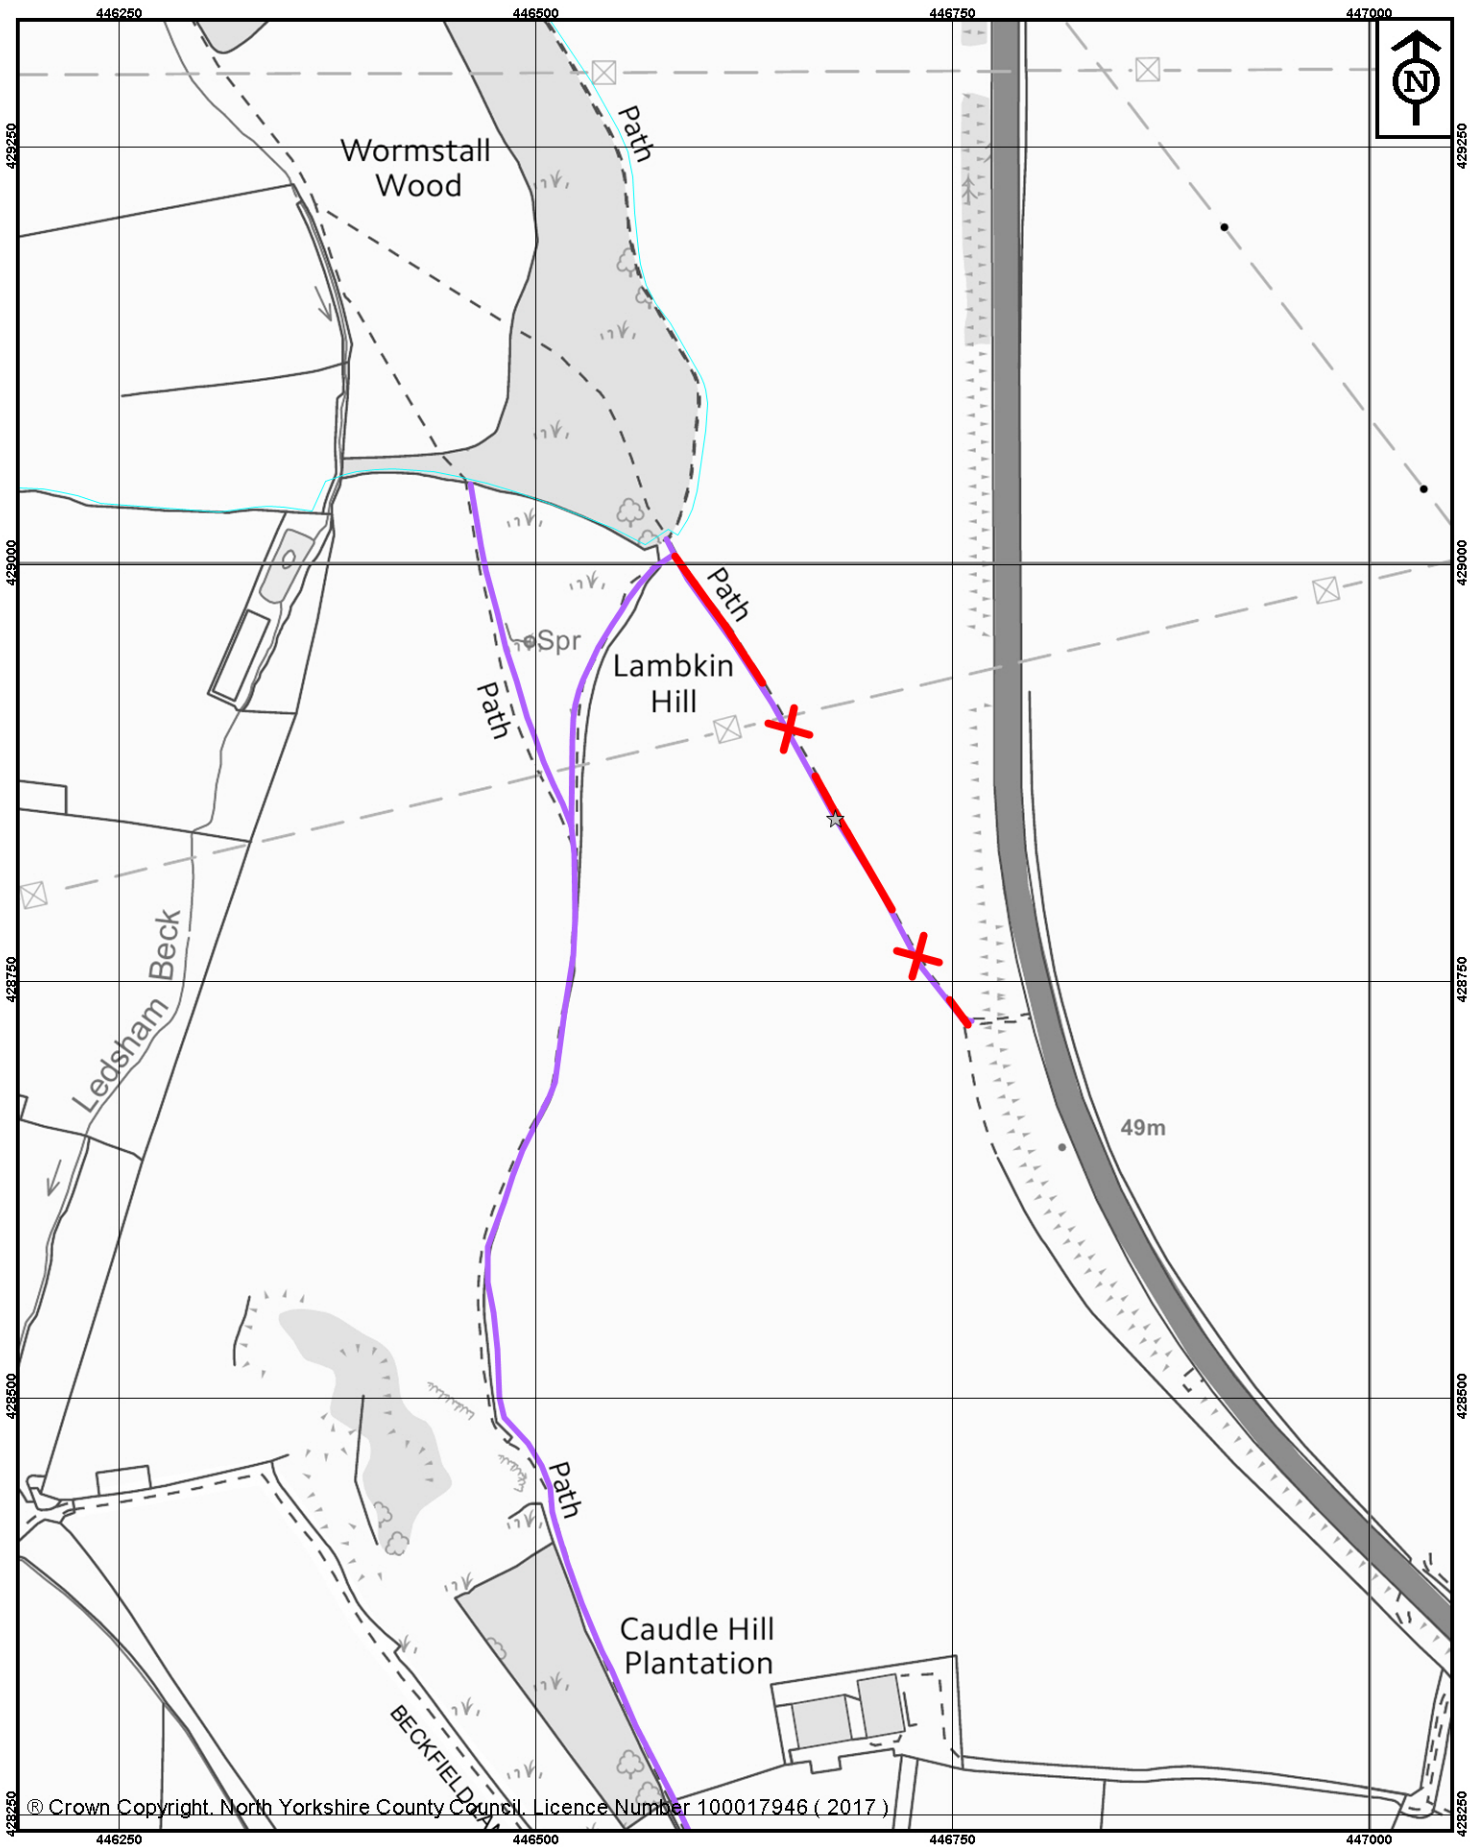 446250
446500
446750
447000
N
429250
429250
Path
Wormstall
Wood
429000
429000
Path
Spr
Lambkin
Hill
Path
Ledsham Beck
428750
428750
49m
428500
428500
Path
Caudle Hill
Plantation
BECKFIELD LAN
® Crown Copyright. North Yorkshire County Council. Licence Number 100017946 ( 2017 )
428250
428250
446250
446500
446750
447000